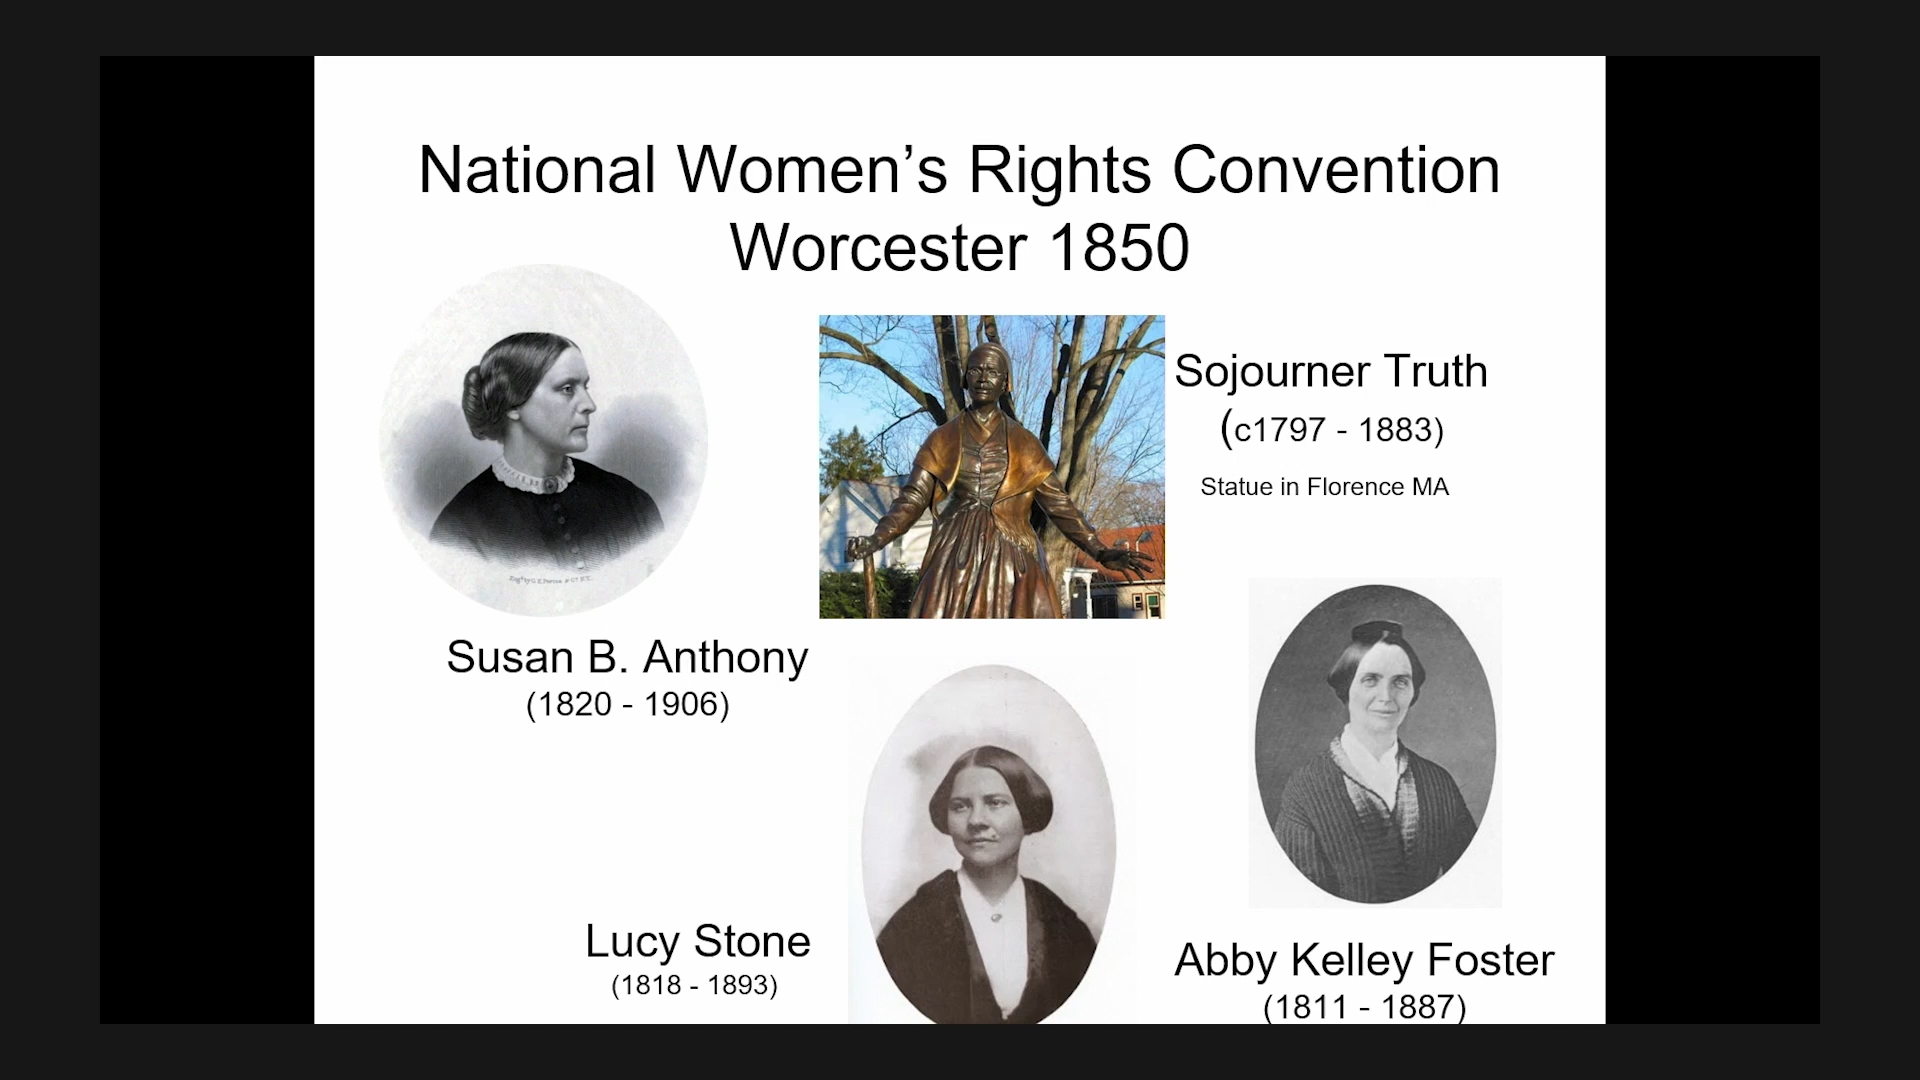 National Women’s Rights Convention
Worcester 1850
Sojourner Truth
(c1797 - 1883)
Statue in Florence MA
Susan B. Anthony
(1820 - 1906)
Lucy Stone
(1818 - 1893)
Abby Kelley Foster
(1811 - 1887)